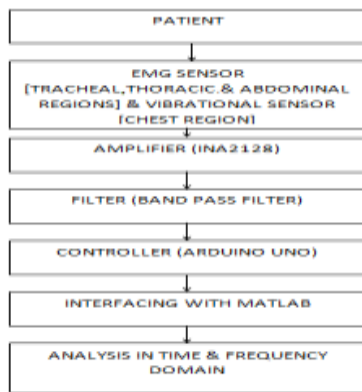 PATIENT
EMG SENSOR
[TRACHEAL,THORACIC.& ABDOMINAL
REGIONS] & VIBRATIONAL SENSOR
[CHEST REGION]
AMPLIFIER (INA2128)
FILTER (BAND PASS FILTER)
CONTROLLER (ARDUINO UNO)
INTERFACING WITH MATLAB
ANALYSIS IN TIME & FREQUENCY
DOMAIN